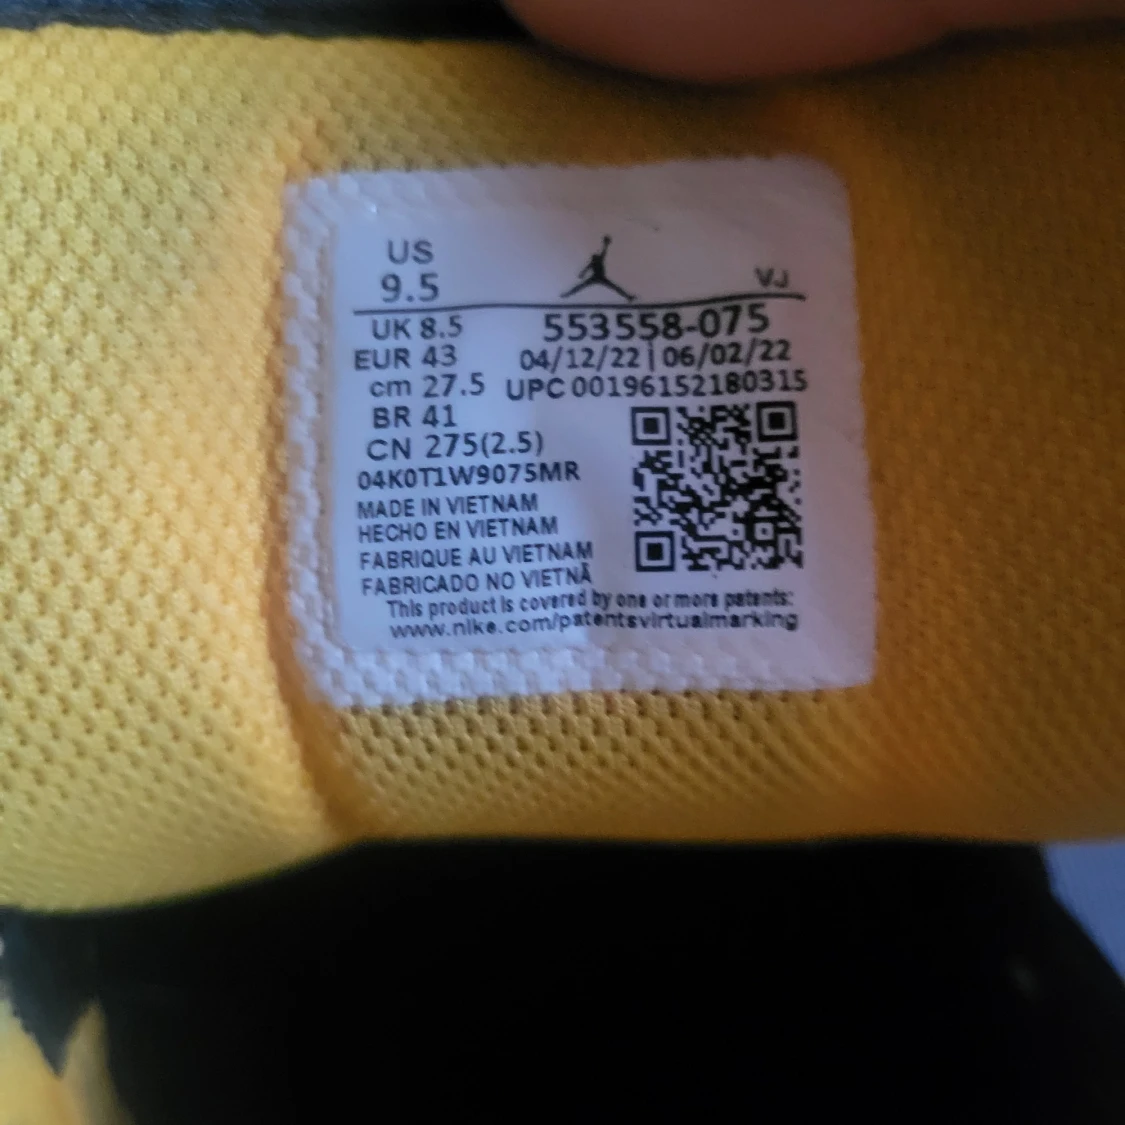 US
9.5
VJ
UK 8.5
553558-075
EUR 43
04/12/22 | 06/02/22
cm 27.5
UPC 00196152180315
BR 41
CN 275(2.5)
04K0T1W9075MR
MADE IN VIETNAM
HECHO EN VIETNAM
FABRIQUE AU VIETNAM
FABRICADO NO VIETNÃ
This product is covered by one or more patents:
www.nike.com/patentsvirtualmarking